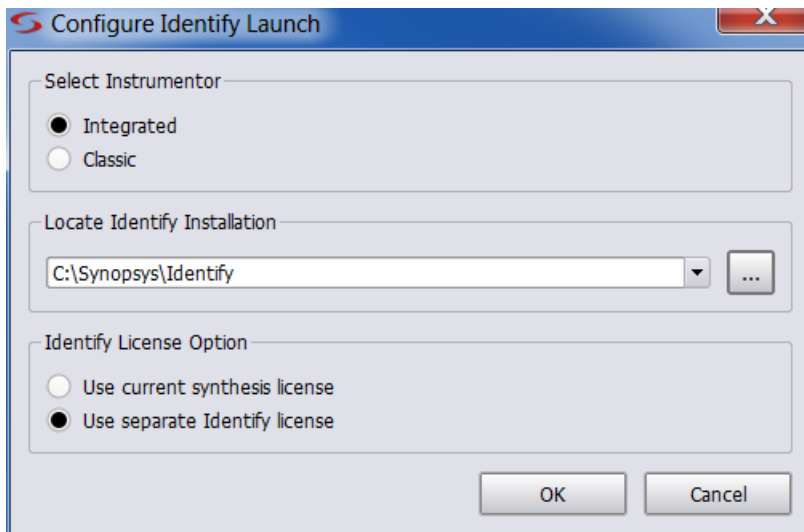 Configure Identify Launch
Select Instrumentor
Integrated
Classic
Locate Identify Installation
C:\Synopsys\Identify
...
Identify License Option
Use current synthesis license
Use separate Identify license
OK Cancel